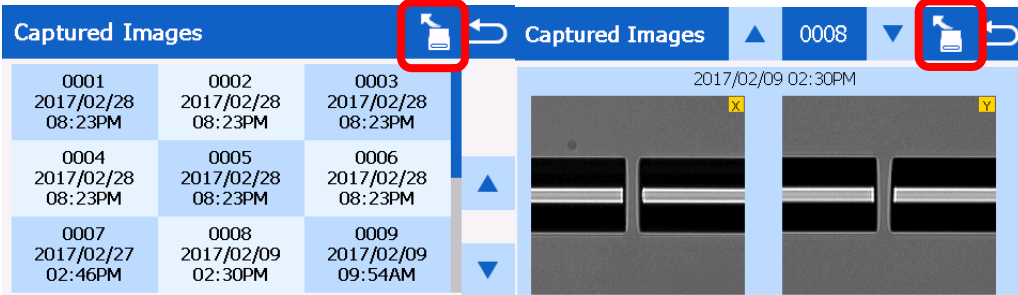 Captured Images
0001
2017/02/28
08:23PM
0002
2017/02/28
08:23PM
0003
2017/02/28
08:23PM
0004
2017/02/28
08:23PM
0005
2017/02/28
08:23PM
0006
2017/02/28
08:23PM
0007
2017/02/27
02:46PM
0008
2017/02/09
02:30PM
0009
2017/02/09
09:54AM
Captured Images
0008
2017/02/09 02:30PM
X
Y